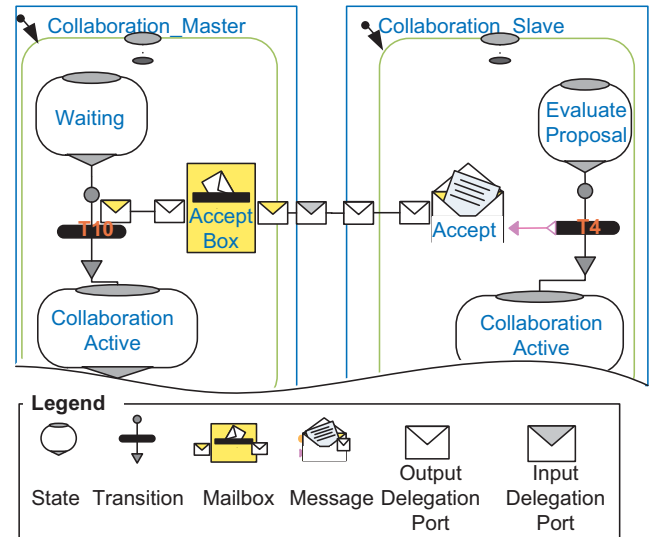 Collaboration_Master
Collaboration_Slave
Waiting
Evaluate
Proposal
T10
Accept
Box
Accept
T4
Collaboration
Active
Collaboration
Active
Legend
State
Transition
Mailbox
Message
Output
Delegation
Port
Input
Delegation
Port